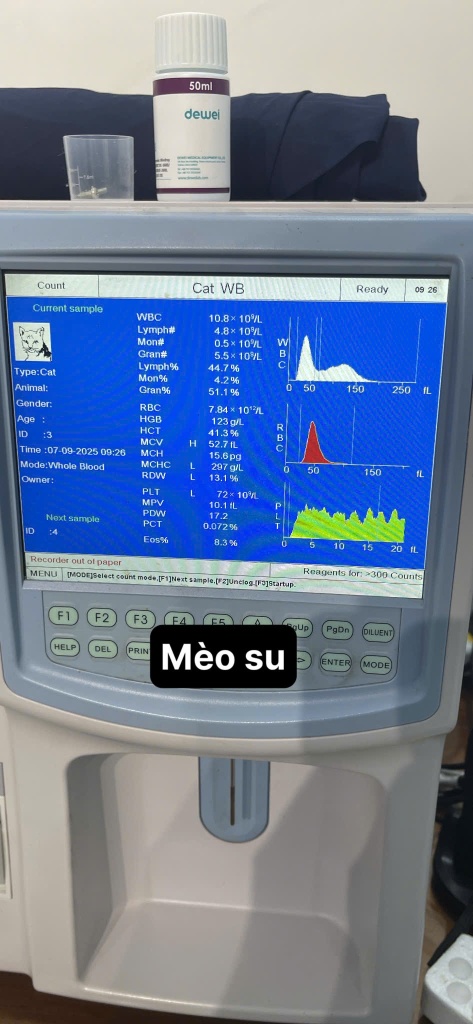 50ml
dewei
Count
Cat WB
Ready
09 26
Current sample
Type:Cat
Animal:
Gender:
Age :
ID :3
Time :07-09-2025 09:26
Mode:Whole Blood
Owner:
Next sample
ID :4
WBC 10.8 × 10⁹/L
Lymph# 4.8 × 10⁹/L
Mon# 0.5 × 10⁹/L
Gran# 5.5 × 10⁹/L
Lymph% 44.7 %
Mon% 4.2 %
Gran% 51.1 %
RBC 7.84 × 10¹²/L
HGB 123 g/L
HCT 41.3 %
MCV H 52.7 fL
MCH 15.6 pg
MCHC L 297 g/L
RDW L 13.1 %
PLT L 72 × 10⁹/L
MPV 10.1 fL
PDW 17.2
PCT 0.072 %
Eos% 8.3 %
WBC
0 50 150 250 fL
RBC
0 50 150 fL
PLT
0 5 10 15 20 fL
Recorder out of paper
Reagents for: >300 Counts
MENU
[MODE]Select count mode,[F1]Next sample,[F2]Unclog,[F3]Startup.
F1 F2 F3 F4 F5 A PgUp PgDn DILUENT
HELP DEL PRIN ENTER MODE
Mèo su